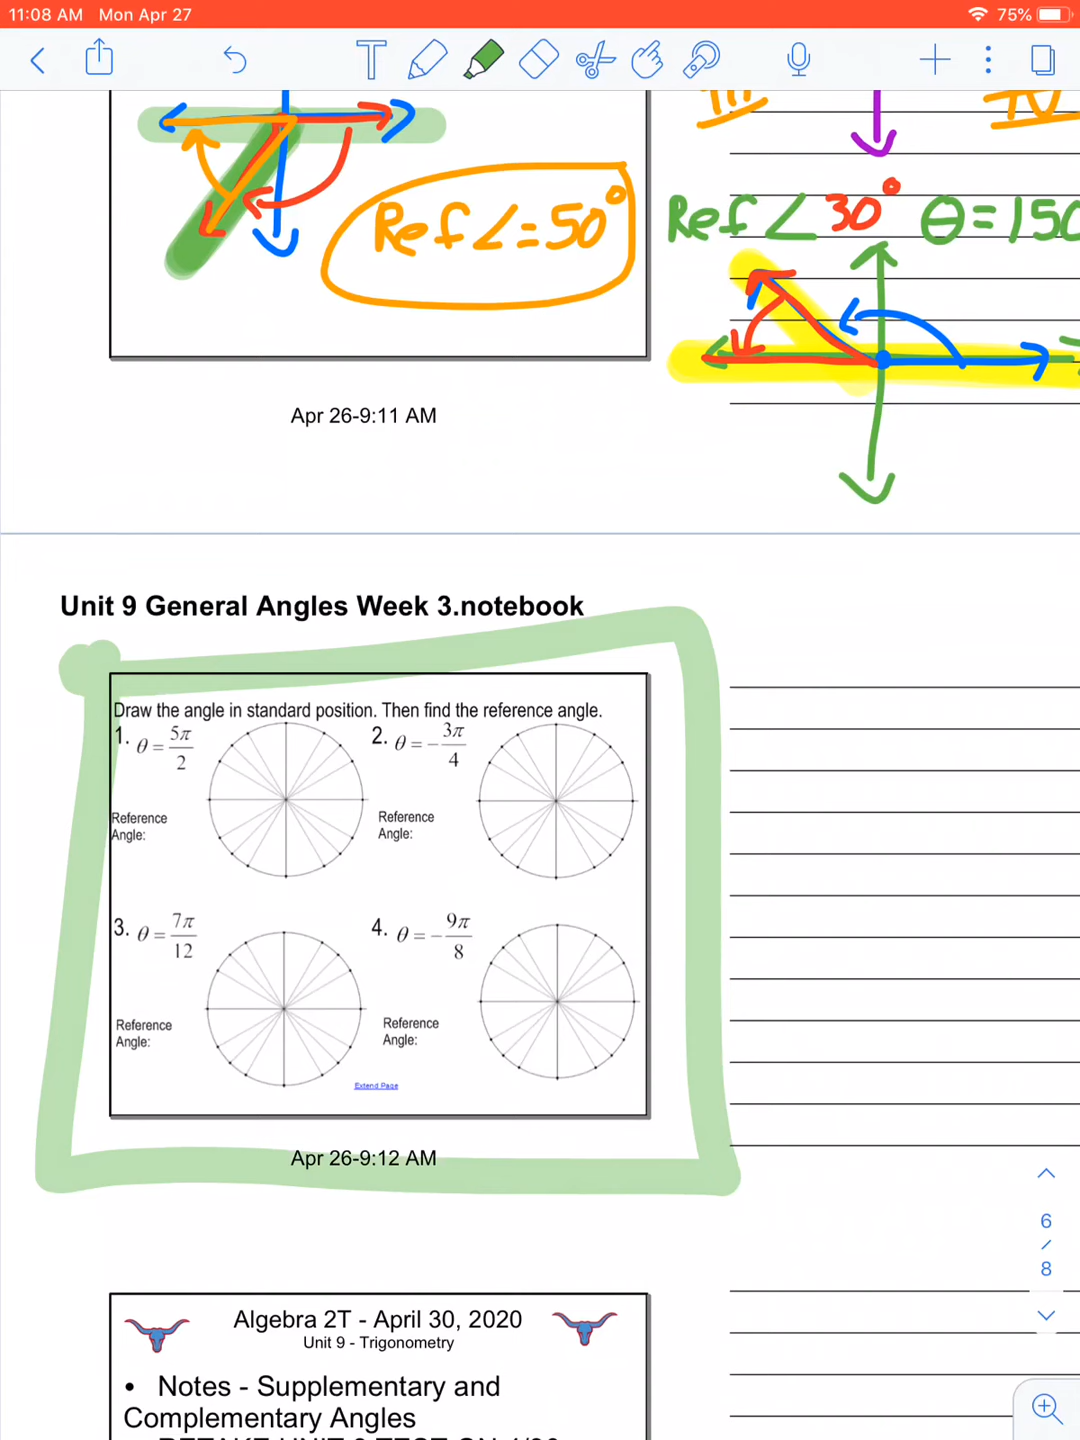 11:08 AM Mon Apr 27
75%
III
IV
Ref ∠ = 50°
Ref ∠ 30° θ = 150
Apr 26-9:11 AM
Unit 9 General Angles Week 3.notebook
Draw the angle in standard position. Then find the reference angle.
1. θ = 5π/2
2. θ = -3π/4
Reference Angle:
Reference Angle:
3. θ = 7π/12
4. θ = -9π/8
Reference Angle:
Reference Angle:
Extend Page
Apr 26-9:12 AM
6
/
8
Algebra 2T - April 30, 2020
Unit 9 - Trigonometry
• Notes - Supplementary and
Complementary Angles